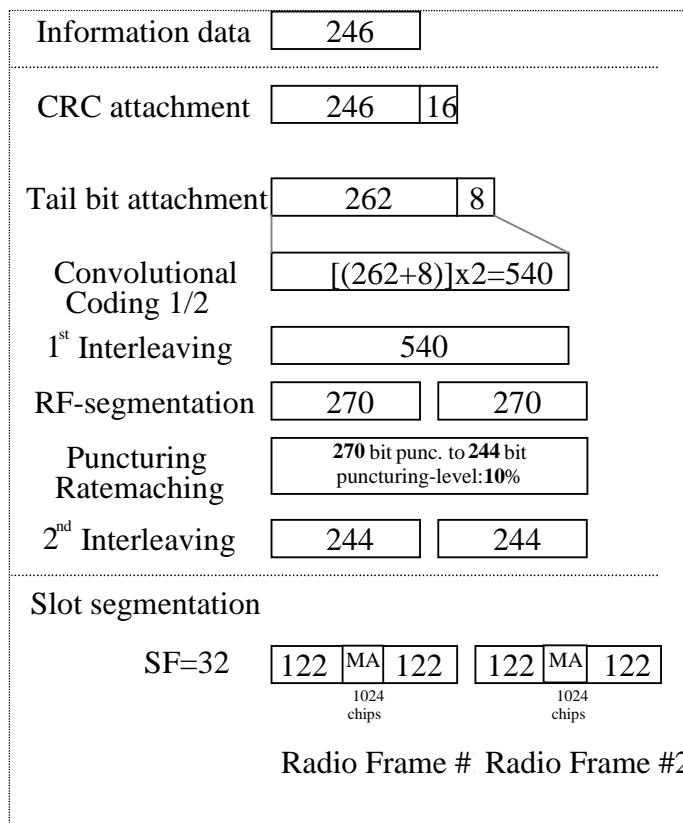 Information data 246
CRC attachment 246 16
Tail bit attachment 262 8
Convolutional
Coding 1/2
[(262+8)]x2=540
1st Interleaving 540
RF-segmentation 270 270
Puncturing
Ratemaching
270 bit punc. to 244 bit
puncturing-level:10%
2nd Interleaving 244 244
Slot segmentation
SF=32 122 MA 122 122 MA 122
1024
chips
1024
chips
Radio Frame # Radio Frame #2